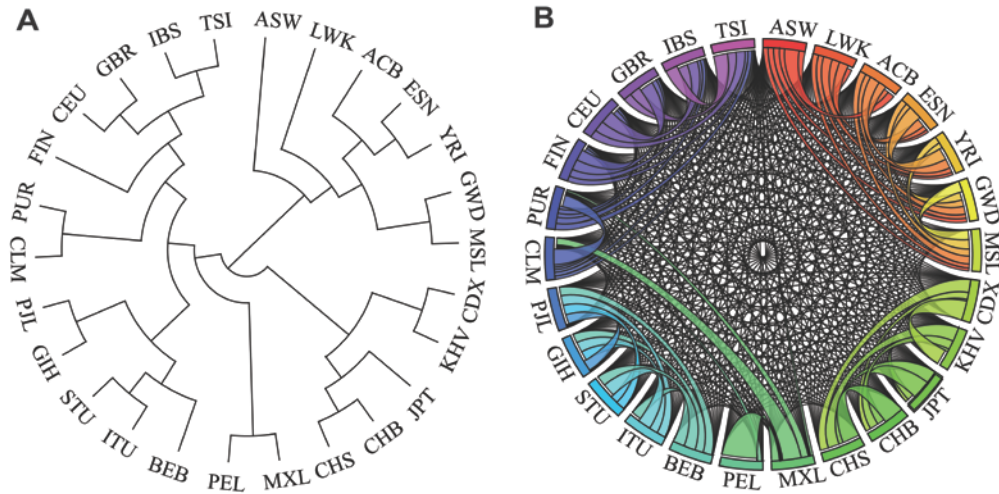 A
ASW
LWK
ACB
ESN
YRI
GWD
MSL
CDX
KHV
JPT
CHB
CHS
MXL
PEL
BEB
ITU
STU
GIH
PJL
CLM
PUR
FIN
CEU
GBR
IBS
TSI
B
ASW
LWK
ACB
ESN
YRI
GWD
MSL
CDX
KHV
JPT
CHB
CHS
MXL
PEL
BEB
ITU
STU
GIH
PJL
CLM
PUR
FIN
CEU
GBR
IBS
TSI